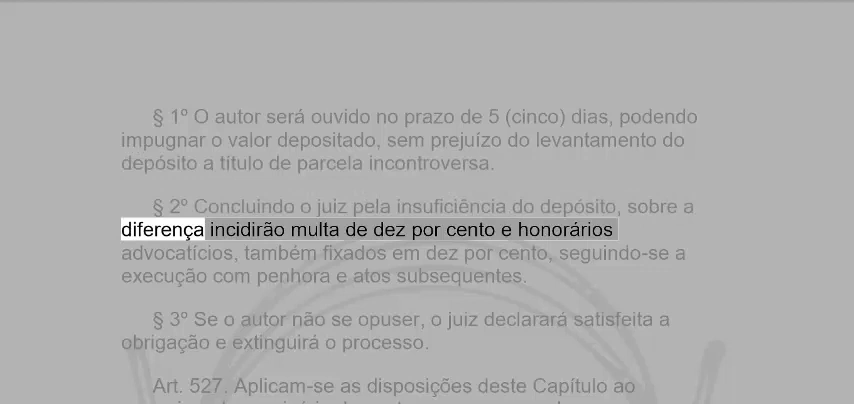 § 1º O autor será ouvido no prazo de 5 (cinco) dias, podendo
impugnar o valor depositado, sem prejuízo do levantamento do
depósito a título de parcela incontroversa.
§ 2º Concluindo o juiz pela insuficiência do depósito, sobre a
diferença incidirão multa de dez por cento e honorários
advocatícios, também fixados em dez por cento, seguindo-se a
execução com penhora e atos subsequentes.
§ 3º Se o autor não se opuser, o juiz declarará satisfeita a
obrigação e extinguirá o processo.
Art. 527. Aplicam-se as disposições deste Capítulo ao